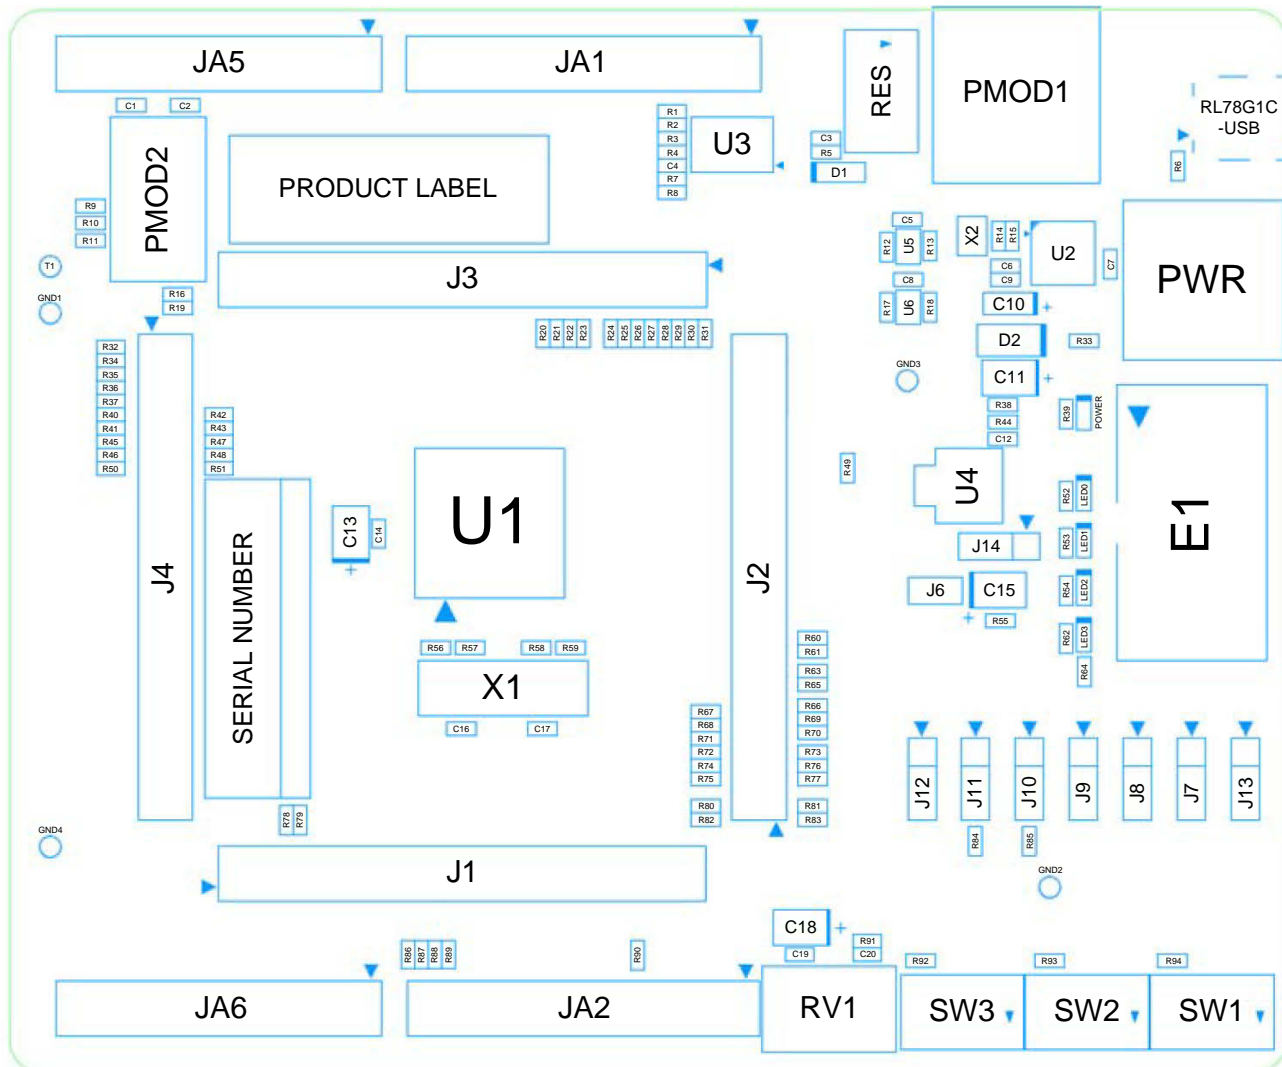 JA5
JA1
RES
PMOD1
RL78G1C
-USB
C1
C2
R1
R2
R3
R4
C4
R7
R8
U3
C3
R5
D1
R6
PMOD2
PRODUCT LABEL
R9
R10
R11
T1
GND1
R16
R19
J3
C5
R12
U5
R13
X2
R14
R15
U2
C7
PWR
C6
C9
C8
R17
U6
R18
C10
D2
R33
C11
GND3
R20
R21
R22
R23
R24
R25
R26
R27
R28
R29
R30
R31
R32
R34
R35
R36
R37
R40
R41
R45
R46
R50
R42
R43
R47
R48
R51
R38
R44
C12
R39
POWER
R49
U4
E1
R52
LED0
R53
LED1
R54
LED2
R62
LED3
R64
J14
J6
C15
R55
J4
SERIAL NUMBER
C13
C14
U1
J2
R56
R57
R58
R59
X1
C16
C17
R60
R61
R63
R65
R66
R69
R70
R73
R76
R77
R81
R83
R67
R68
R71
R72
R74
R75
R80
R82
J12
J11
J10
J9
J8
J7
J13
R84
R85
R78
R79
GND4
GND2
J1
C18
R91
C19
C20
R86
R87
R88
R89
R90
R92
R93
R94
JA6
JA2
RV1
SW3
SW2
SW1